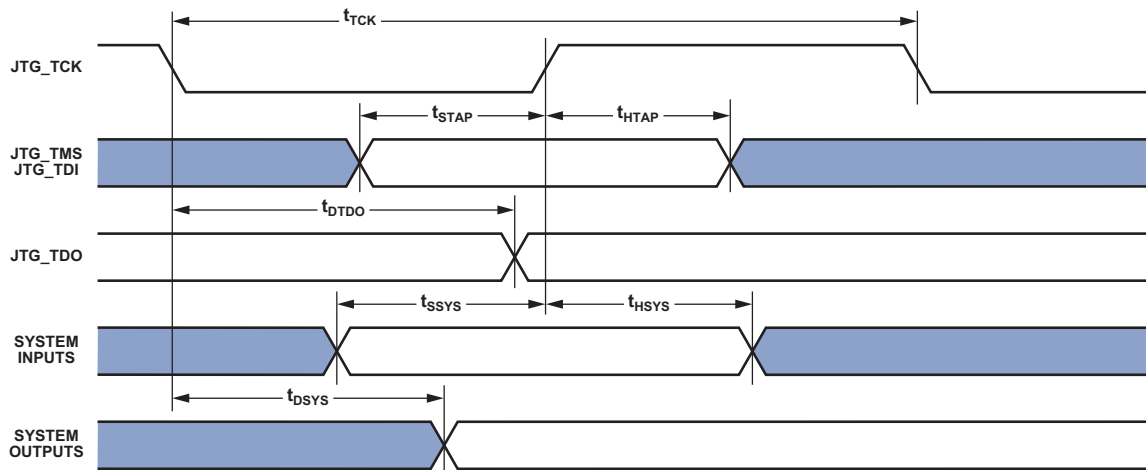 tTCK
JTG_TCK
tSTAP
tHTAP
JTG_TMS
JTG_TDI
tDTDO
JTG_TDO
tSSYS
tHSYS
SYSTEM
INPUTS
tDSYS
SYSTEM
OUTPUTS